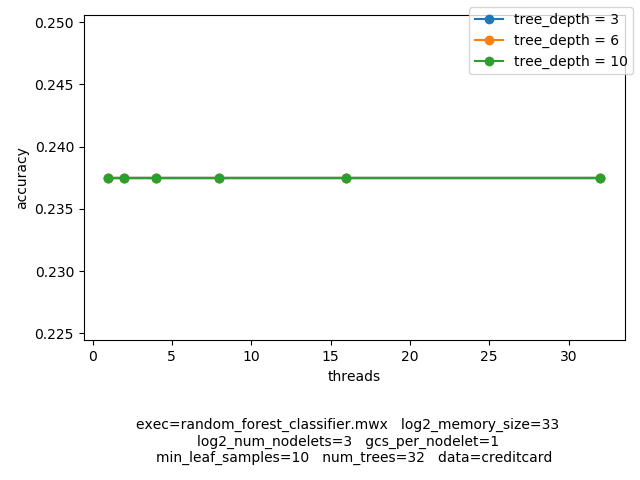 tree_depth = 3
tree_depth = 6
tree_depth = 10
0.250
0.245
0.240
0.235
0.230
0.225
accuracy
0 5 10 15 20 25 30
threads
exec=random_forest_classifier.mwx log2_memory_size=33
log2_num_nodelets=3 gcs_per_nodelet=1
min_leaf_samples=10 num_trees=32 data=creditcard